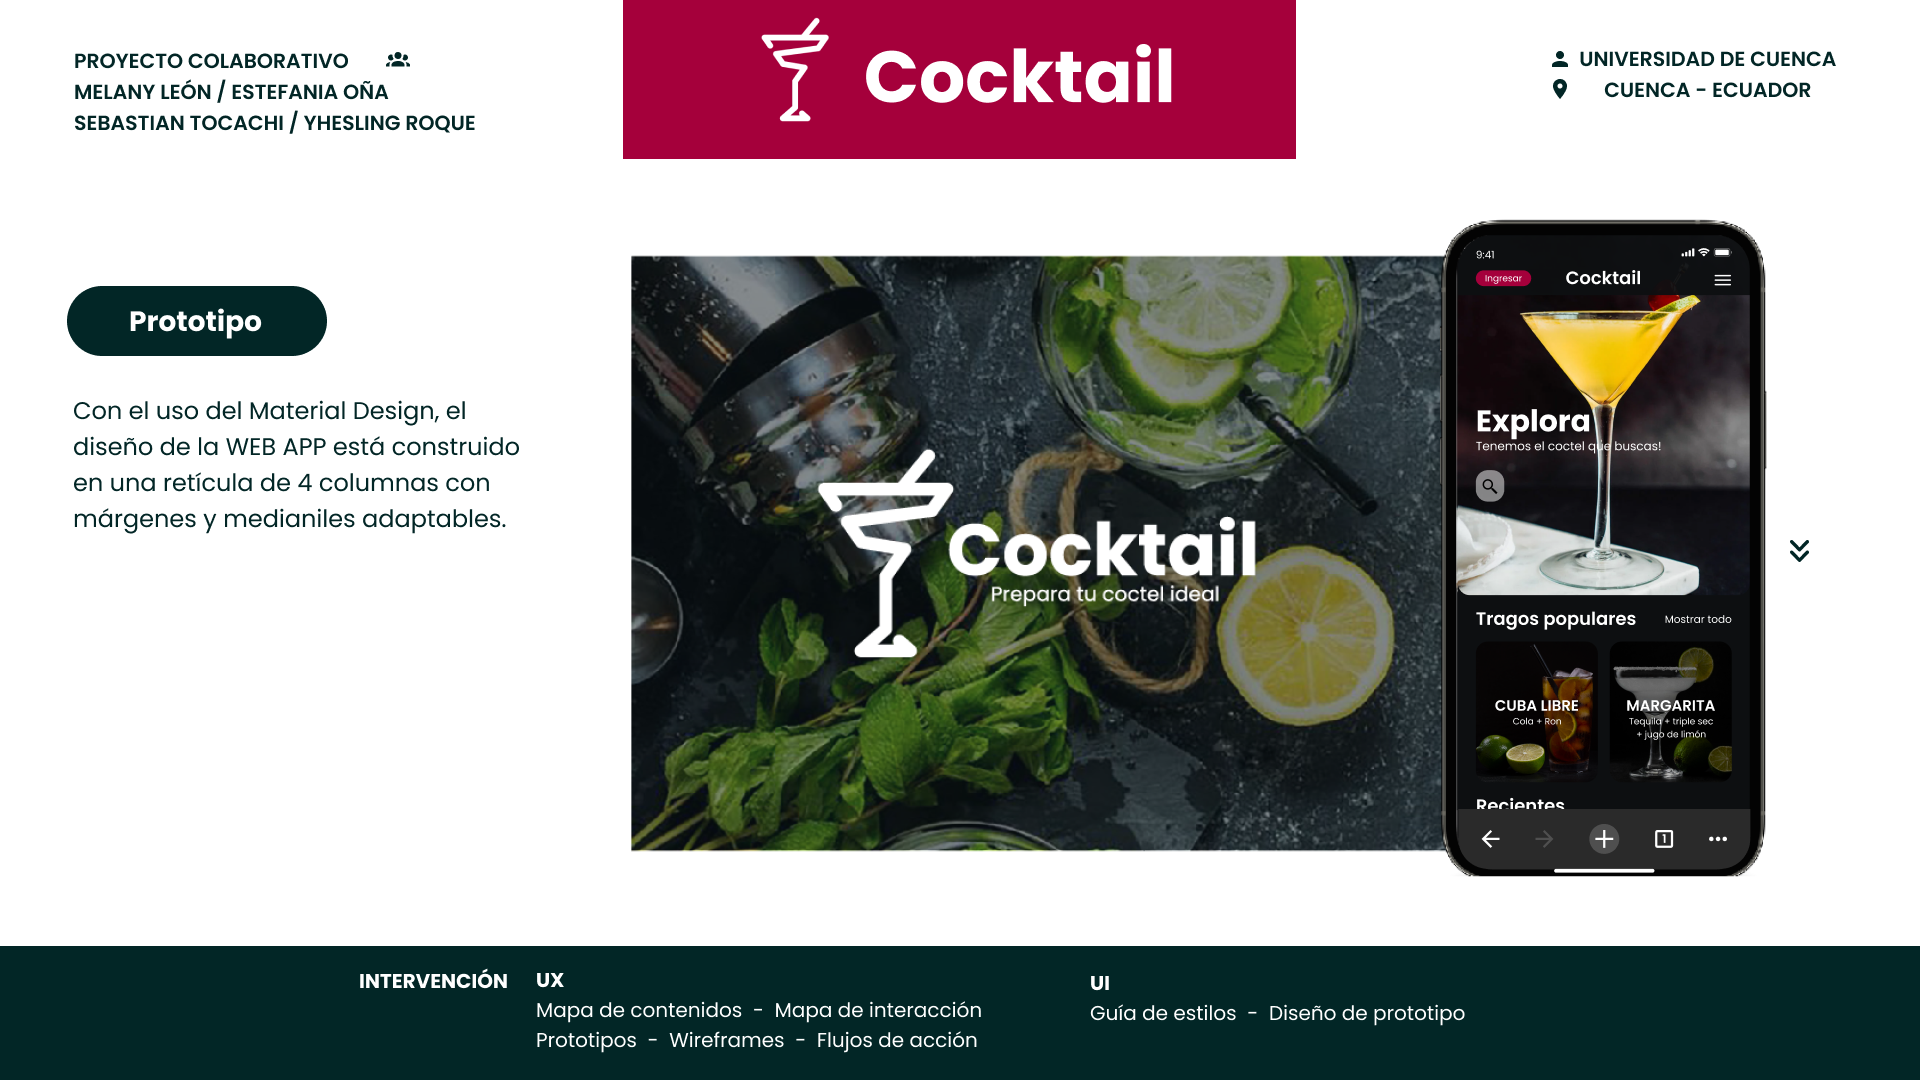 PROYECTO COLABORATIVO
MELANY LEÓN / ESTEFANIA OÑA
SEBASTIAN TOCACHI / YHESLING ROQUE
Cocktail
UNIVERSIDAD DE CUENCA
CUENCA - ECUADOR
Prototipo
Con el uso del Material Design, el
diseño de la WEB APP está construido
en una retícula de 4 columnas con
márgenes y medianiles adaptables.
Cocktail
Prepara tu coctel ideal
9:41
Ingresar
Cocktail
Explora
Tenemos el coctel que buscas!
Tragos populares
Mostrar todo
CUBA LIBRE
Cola + Ron
MARGARITA
Tequila + triple sec
+ jugo de limón
Recientes
1
INTERVENCIÓN
UX
Mapa de contenidos - Mapa de interacción
Prototipos - Wireframes - Flujos de acción
UI
Guía de estilos - Diseño de prototipo